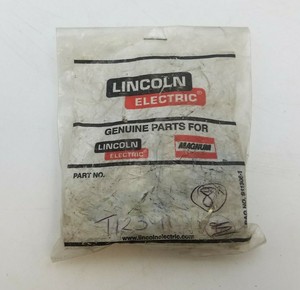 LINCOLN
ELECTRIC
GENUINE PARTS FOR
LINCOLN
ELECTRIC
MAGNUM
PART NO.
www.lincolnelectric.com